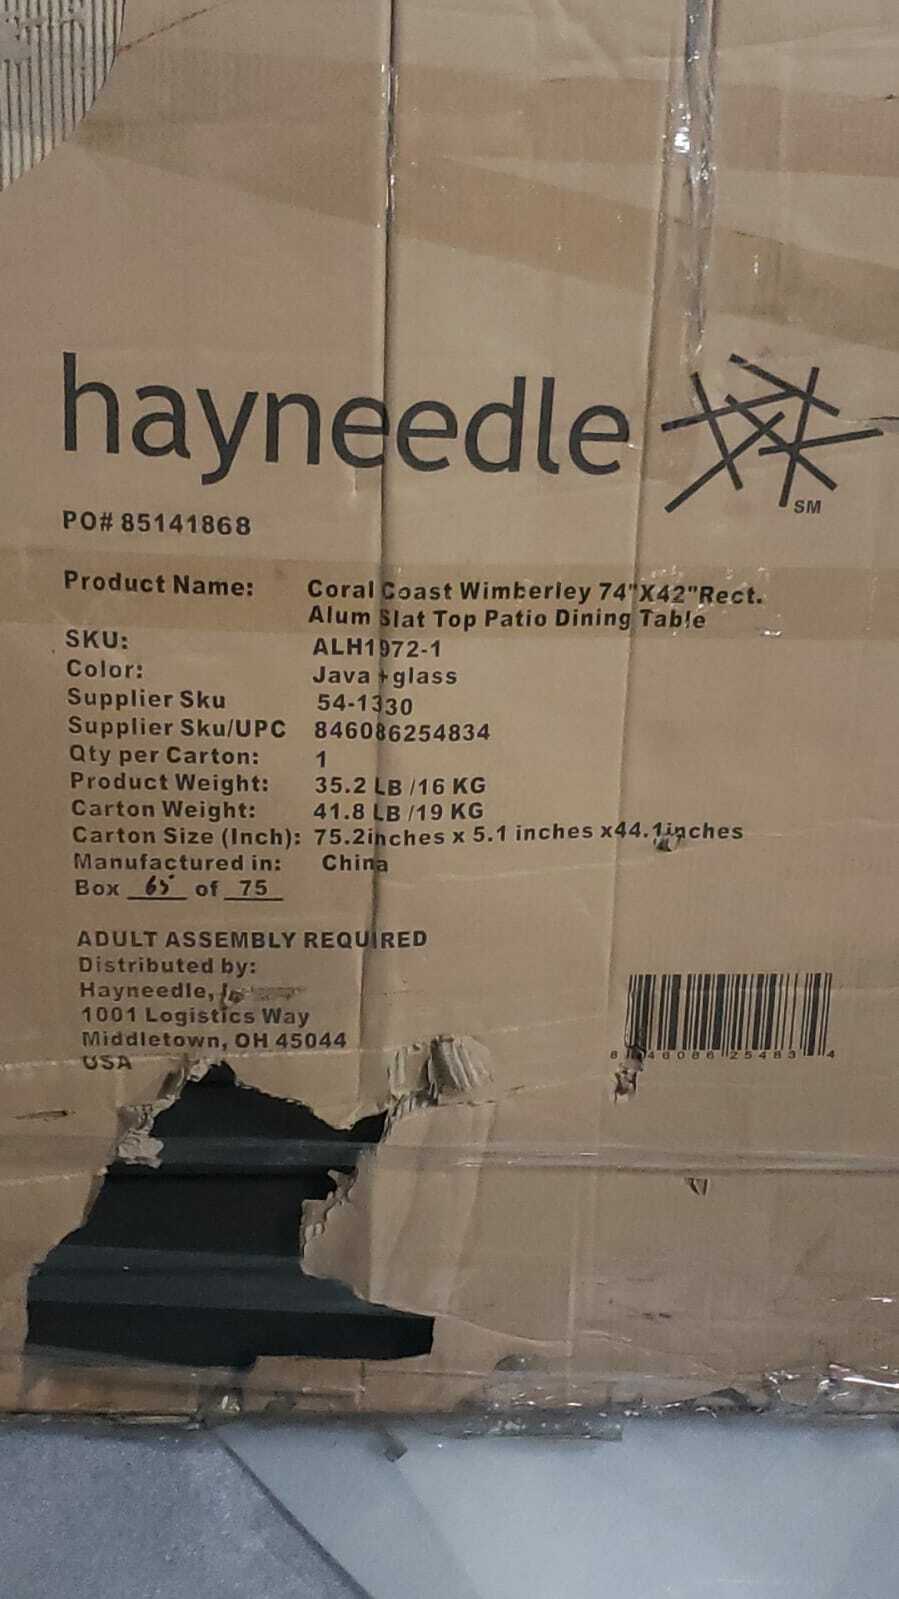 hayneedle
SM
PO# 85141868
Product Name: Coral Coast Wimberley 74"X42"Rect.
Alum Slat Top Patio Dining Table
SKU: ALH1972-1
Color: Java +glass
Supplier Sku 54-1330
Supplier Sku/UPC 846086254834
Qty per Carton: 1
Product Weight: 35.2 LB /16 KG
Carton Weight: 41.8 LB /19 KG
Carton Size (Inch): 75.2inches x 5.1 inches x44.1inches
Manufactured in: China
Box 65 of 75
ADULT ASSEMBLY REQUIRED
Distributed by:
Hayneedle,
1001 Logistics Way
Middletown, OH 45044
USA
8 46086 25483 4